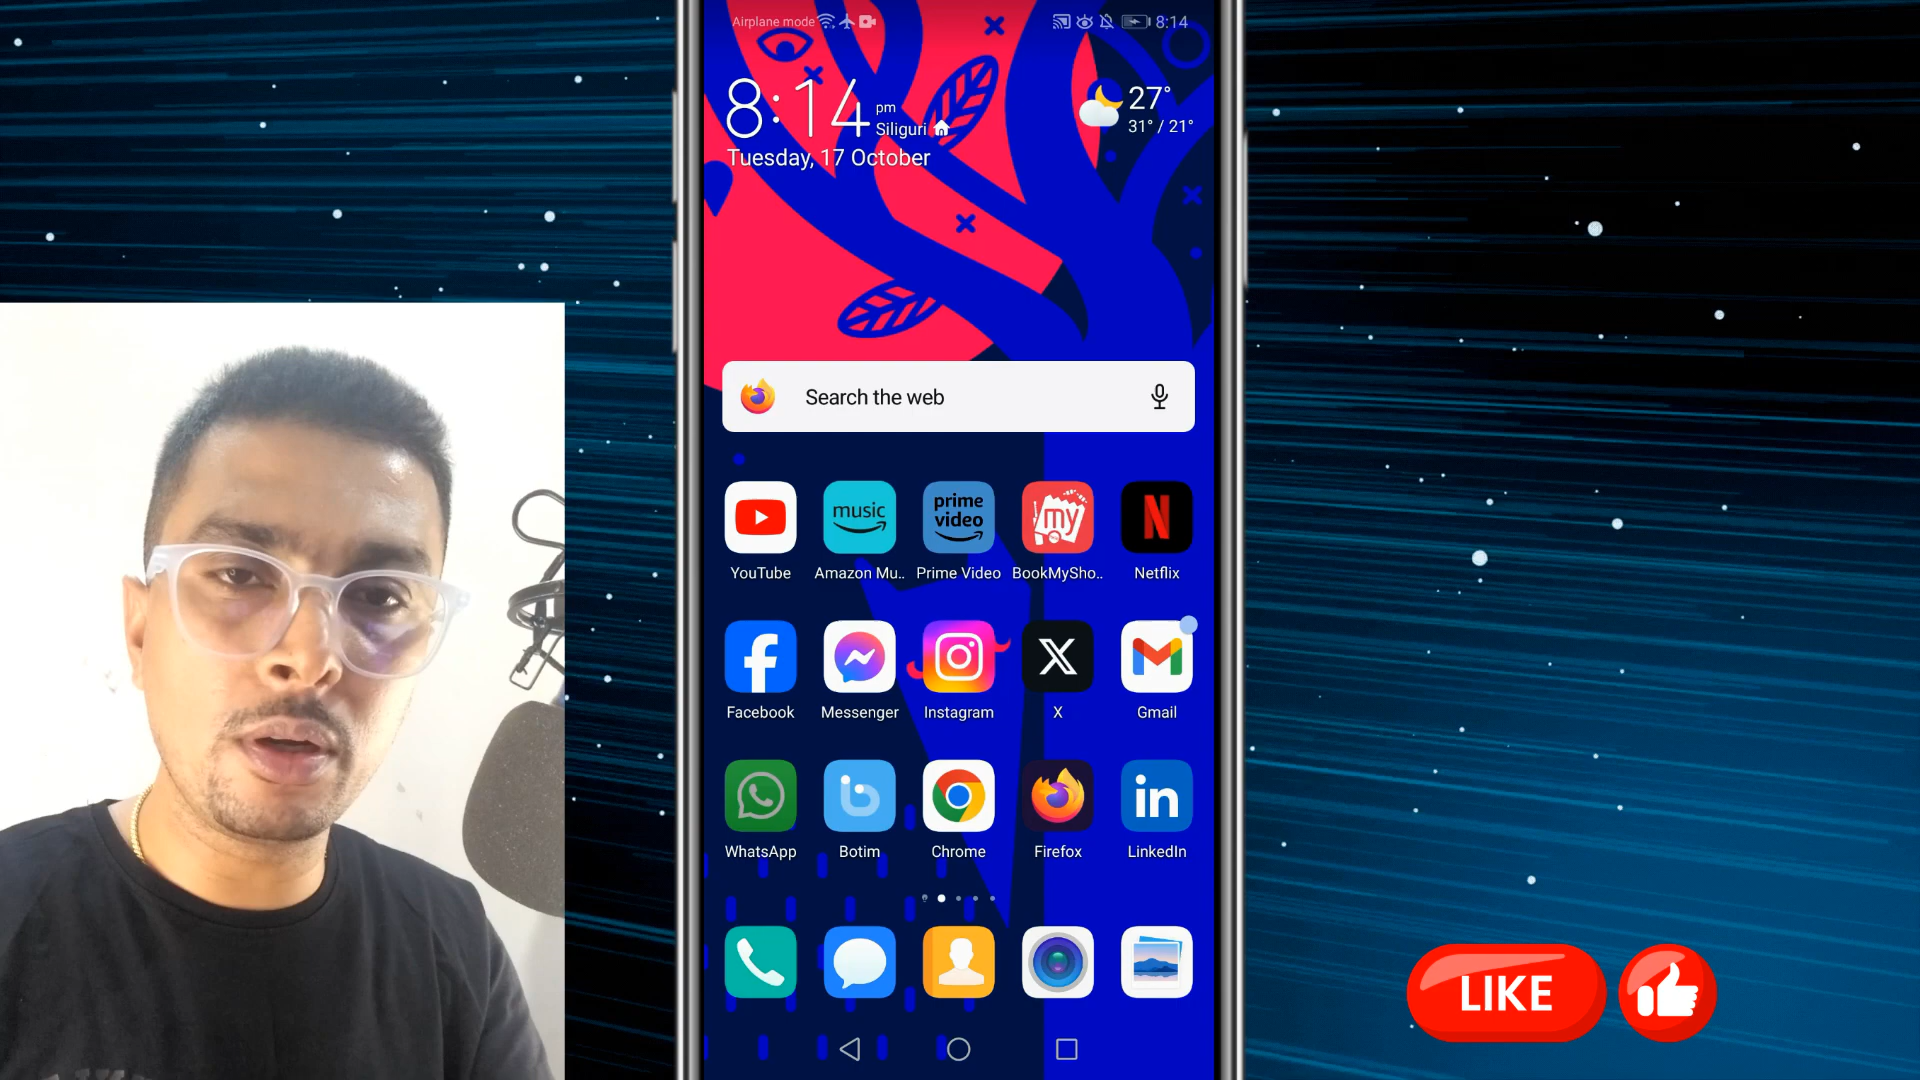 Airplane mode
8:14
8:14
pm
Siliguri
Tuesday, 17 October
27°
31° / 21°
Search the web
music
prime
video
my
YouTube
Amazon Mu..
Prime Video
BookMySho..
Netflix
Facebook
Messenger
Instagram
X
Gmail
WhatsApp
Botim
Chrome
Firefox
LinkedIn
in
LIKE